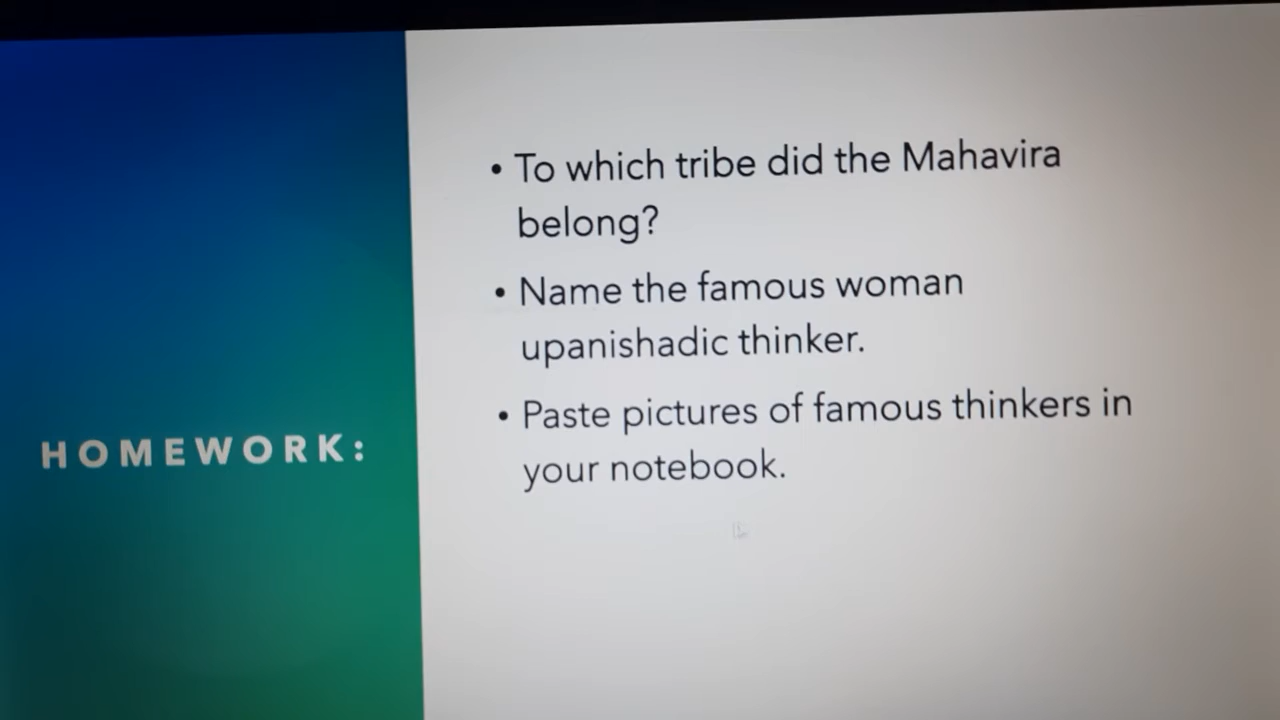 HOMEWORK:
• To which tribe did the Mahavira
belong?
• Name the famous woman
upanishadic thinker.
• Paste pictures of famous thinkers in
your notebook.